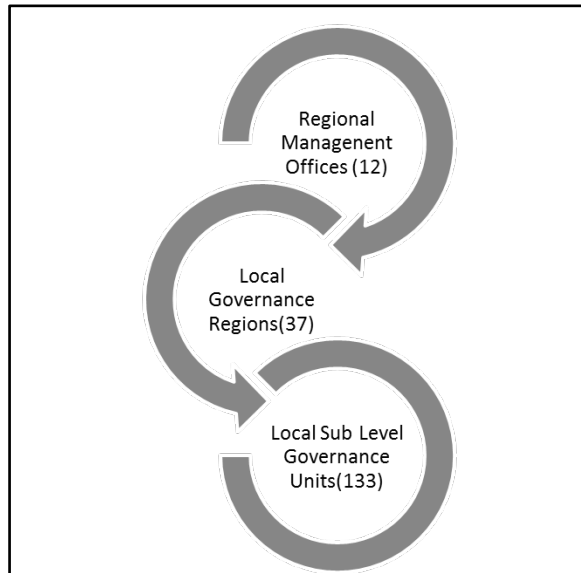 Regional
Managenent
Offices (12)
Local
Governance
Regions(37)
Local Sub Level
Governance
Units(133)